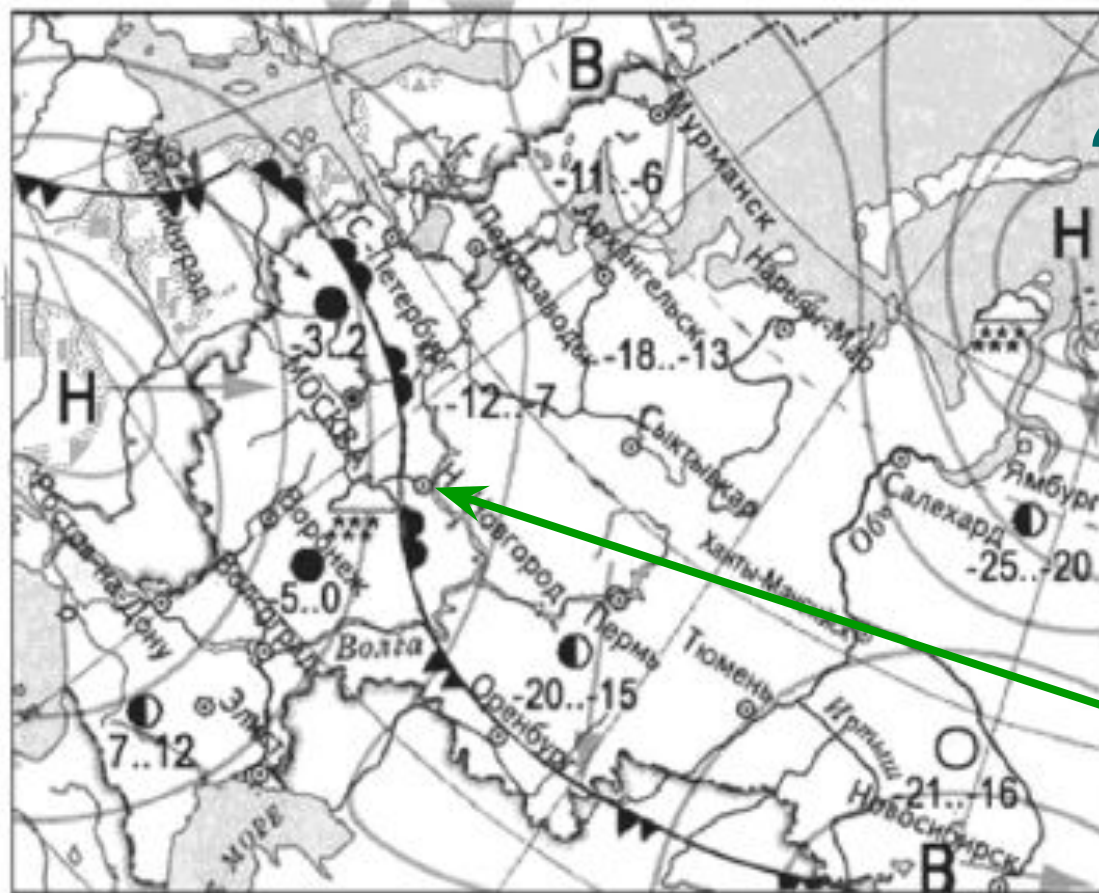 В
Мурманск
Калининград
-11..-6
Архангельск
Н
С-Петербург
Петрозаводск
Нарьян-Мар
-3..2
-18..-13
МОСКВА
Н
-12..-7
Сыктывкар
Ямбург
Салехард
Н. Новгород
Воронеж
Обь
Ханты-Мансийск
-25..-20
Ростов-на-Дону
Волгоград
-5..0
Пермь
Волга
Тюмень
-20..-15
Оренбург
Элиста
7..12
Иртыш
-21..-16
Новосибирск
МОРЕ
В